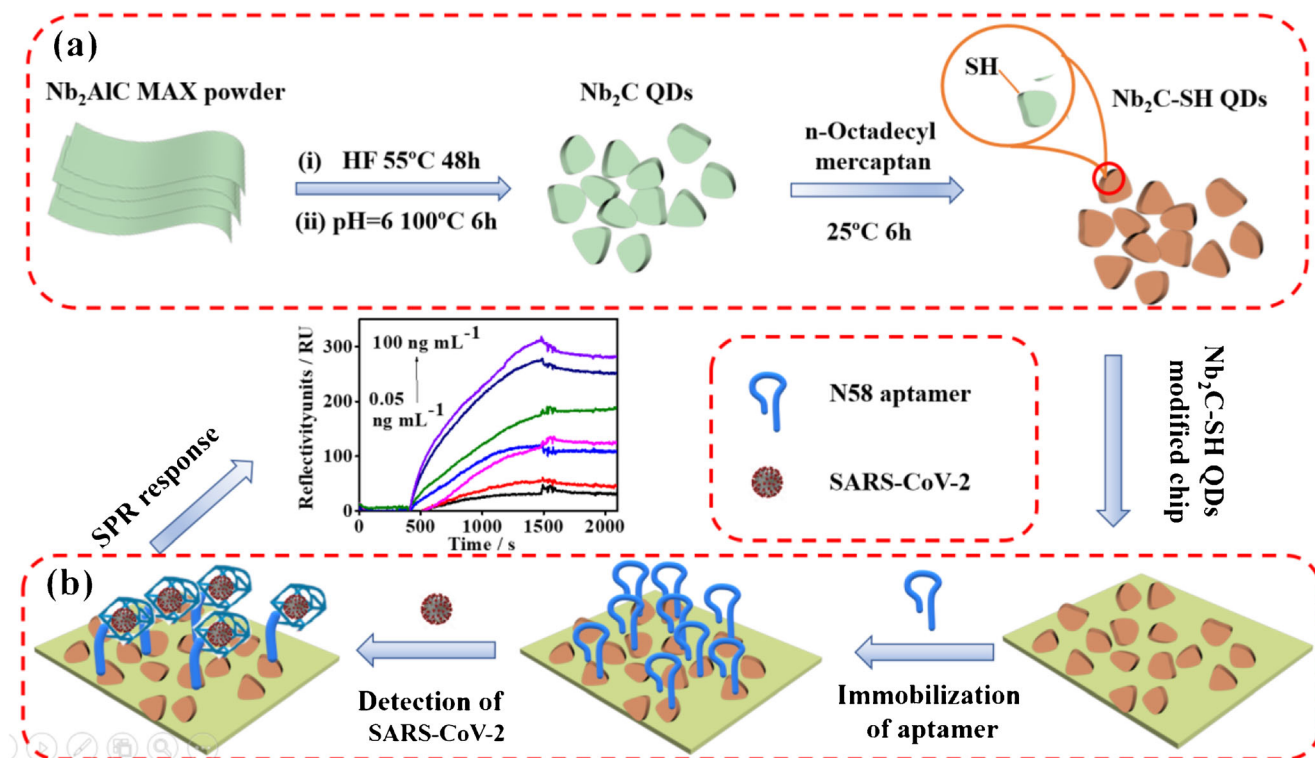 (a)
Nb₂AlC MAX powder
(i) HF 55ºC 48h
(ii) pH=6 100ºC 6h
Nb₂C QDs
n-Octadecyl
mercaptan
25ºC 6h
SH
Nb₂C-SH QDs
Nb₂C-SH QDs
modified chip
SPR response
Reflectivityunits / RU
300
200
100
0
100 ng mL⁻¹
0.05
ng mL⁻¹
0
500
1000
1500
2000
Time / s
N58 aptamer
SARS-CoV-2
(b)
Detection of
SARS-CoV-2
Immobilization
of aptamer